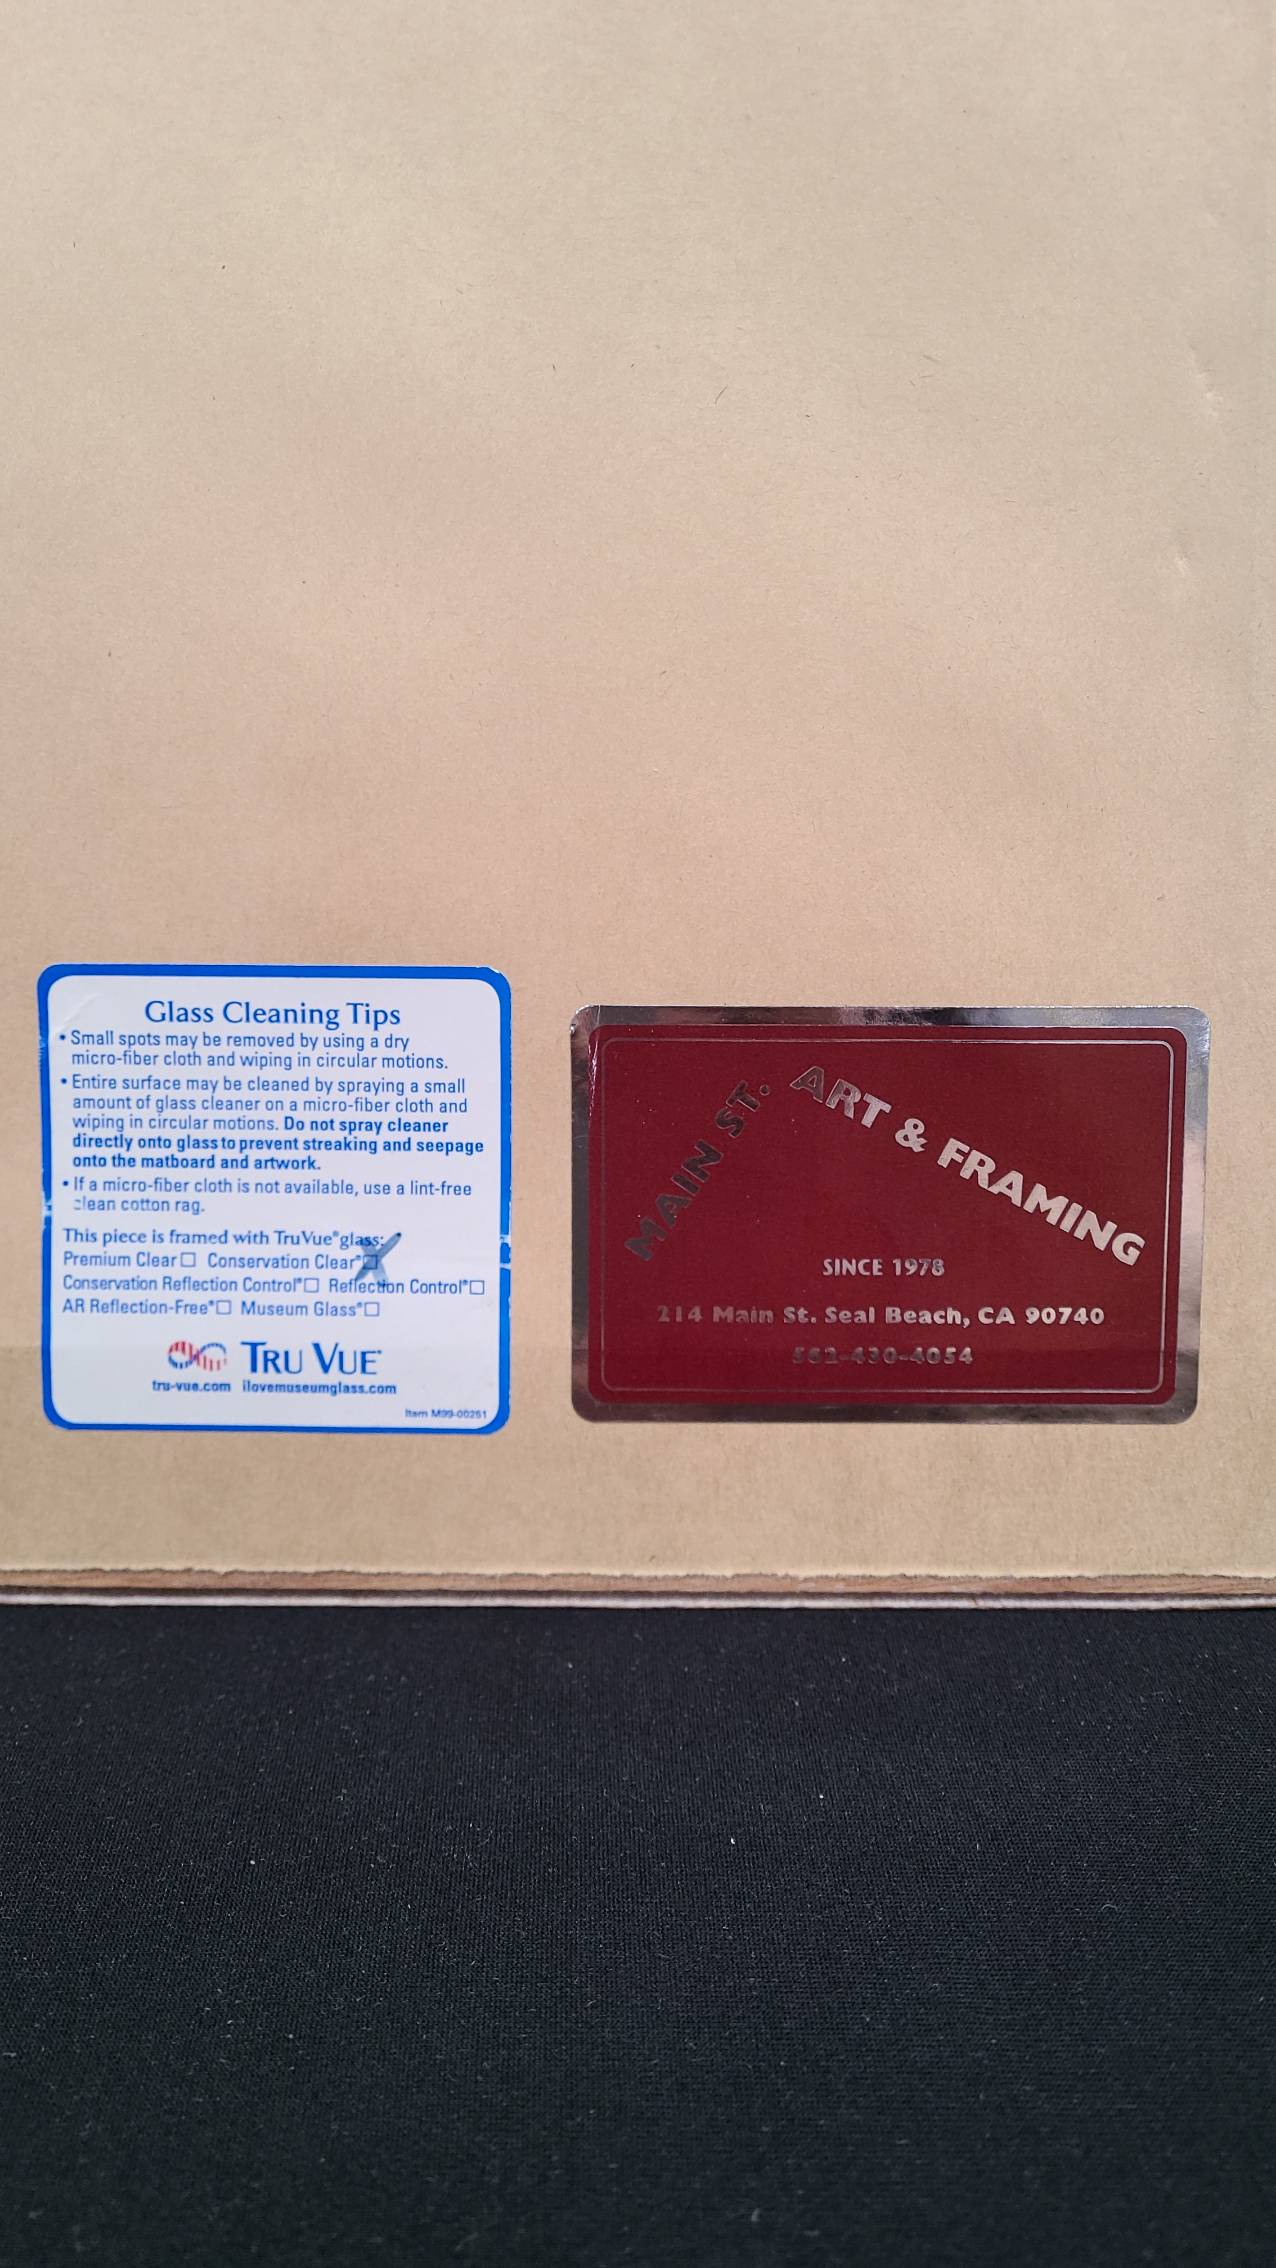 Glass Cleaning Tips
• Small spots may be removed by using a dry
micro-fiber cloth and wiping in circular motions.
• Entire surface may be cleaned by spraying a small
amount of glass cleaner on a micro-fiber cloth and
wiping in circular motions. Do not spray cleaner
directly onto glass to prevent streaking and seepage
onto the matboard and artwork.
• If a micro-fiber cloth is not available, use a lint-free
clean cotton rag.
This piece is framed with Tru Vue® glass:
Premium Clear☐ Conservation Clear®☒
Conservation Reflection Control®☐ Reflection Control®☐
AR Reflection-Free®☐ Museum Glass®☐
TRU VUE®
tru-vue.com ilovemuseumglass.com
Item M99-00261
MAIN ST. ART & FRAMING
SINCE 1978
214 Main St. Seal Beach, CA 90740
562-430-4054